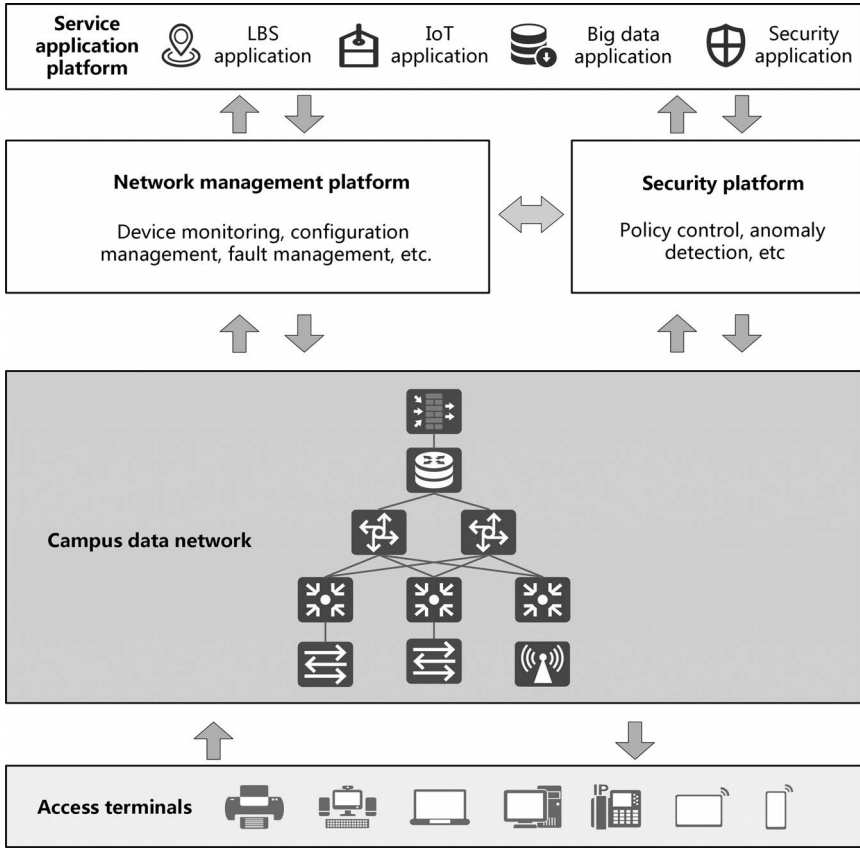 Service
application
platform
LBS
application
IoT
application
Big data
application
Security
application
Network management platform
Device monitoring, configuration
management, fault management, etc.
Security platform
Policy control, anomaly
detection, etc
Campus data network
Access terminals
IP